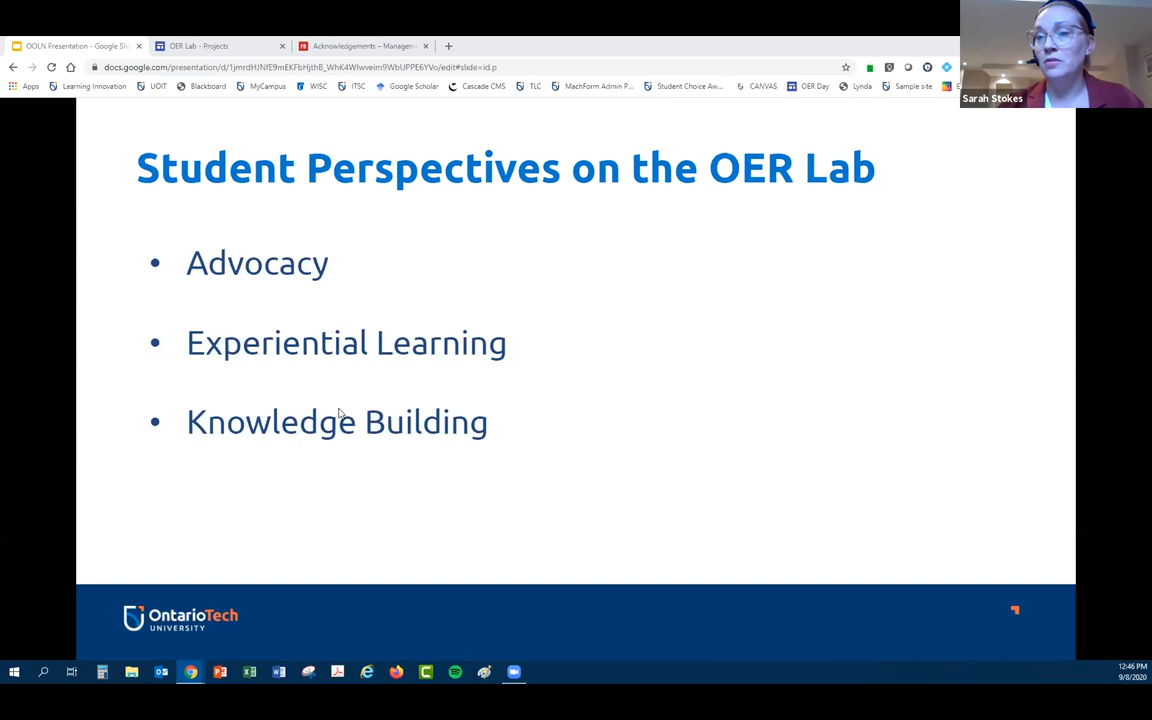 OOLN Presentation - Google Sli
OER Lab - Projects
Acknowledgements – Managem
docs.google.com/presentation/d/
/edit#slide=id.p
Apps
Learning Innovation
UOIT
Blackboard
MyCampus
WISC
ITSC
Google Scholar
Cascade CMS
TLC
MachForm Admin P...
Student Choice Aw...
CANVAS
OER Day
Lynda
Sample site
Sarah Stokes
Student Perspectives on the OER Lab
• Advocacy
• Experiential Learning
• Knowledge Building
OntarioTech
UNIVERSITY
12:46 PM
9/8/2020